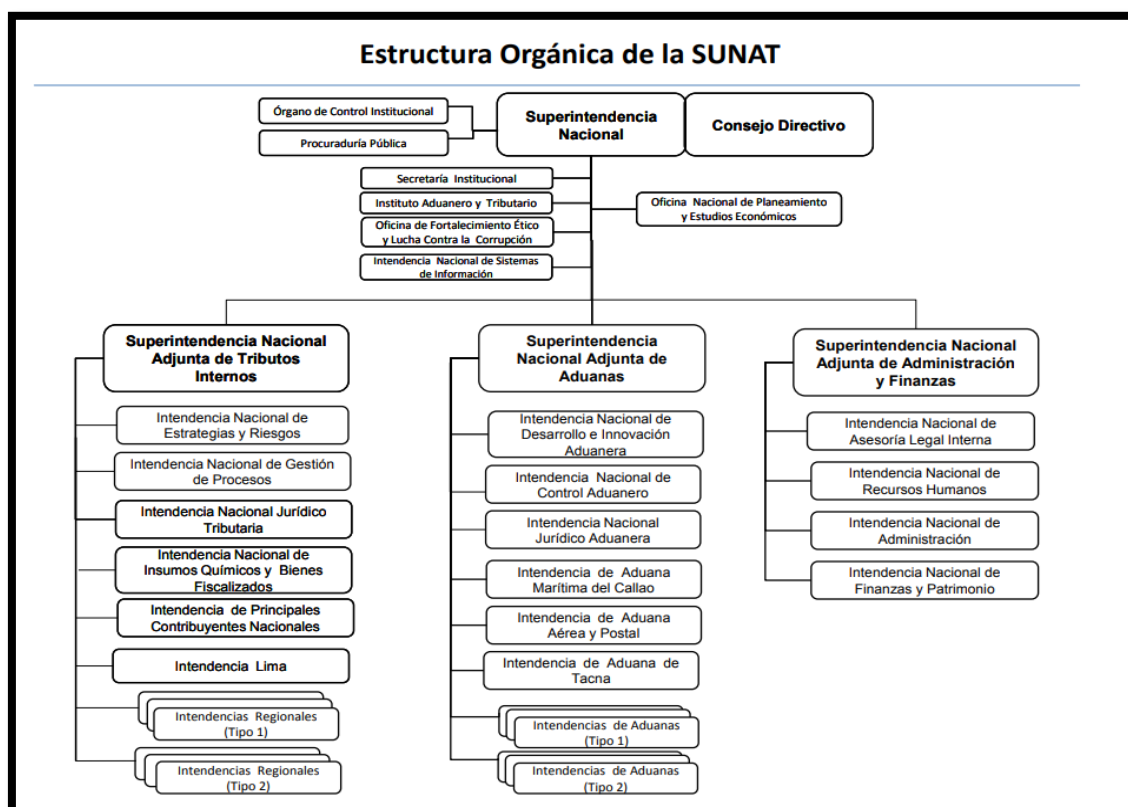 Estructura Orgánica de la SUNAT
Órgano de Control Institucional
Procuraduría Pública
Superintendencia
Nacional
Consejo Directivo
Secretaría Institucional
Instituto Aduanero y Tributario
Oficina de Fortalecimiento Ético
y Lucha Contra la Corrupción
Intendencia Nacional de Sistemas
de Información
Oficina Nacional de Planeamiento
y Estudios Económicos
Superintendencia Nacional
Adjunta de Tributos
Internos
Intendencia Nacional de
Estrategias y Riesgos
Intendencia Nacional de Gestión
de Procesos
Intendencia Nacional Jurídico
Tributaria
Intendencia Nacional de
Insumos Químicos y Bienes
Fiscalizados
Intendencia de Principales
Contribuyentes Nacionales
Intendencia Lima
Intendencias Regionales
(Tipo 1)
Intendencias Regionales
(Tipo 2)
Superintendencia
Nacional Adjunta de
Aduanas
Intendencia Nacional de
Desarrollo e Innovación
Aduanera
Intendencia Nacional de
Control Aduanero
Intendencia Nacional
Jurídico Aduanera
Intendencia de Aduana
Marítima del Callao
Intendencia de Aduana
Aérea y Postal
Intendencia de Aduana de
Tacna
Intendencias de Aduanas
(Tipo 1)
Intendencias de Aduanas
(Tipo 2)
Superintendencia Nacional
Adjunta de Administración
y Finanzas
Intendencia Nacional de
Asesoría Legal Interna
Intendencia Nacional de
Recursos Humanos
Intendencia Nacional de
Administración
Intendencia Nacional de
Finanzas y Patrimonio